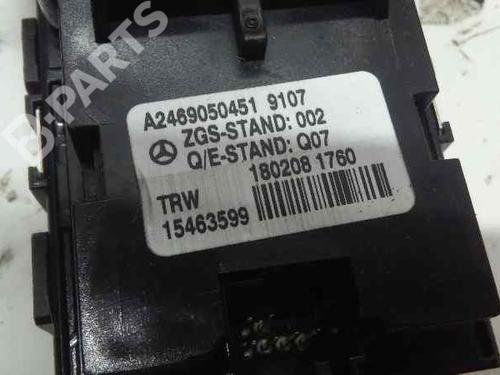 B-PARTS
A2469050451 9107
ZGS-STAND: 002
Q/E-STAND: Q07
180208 1760
TRW
15463599